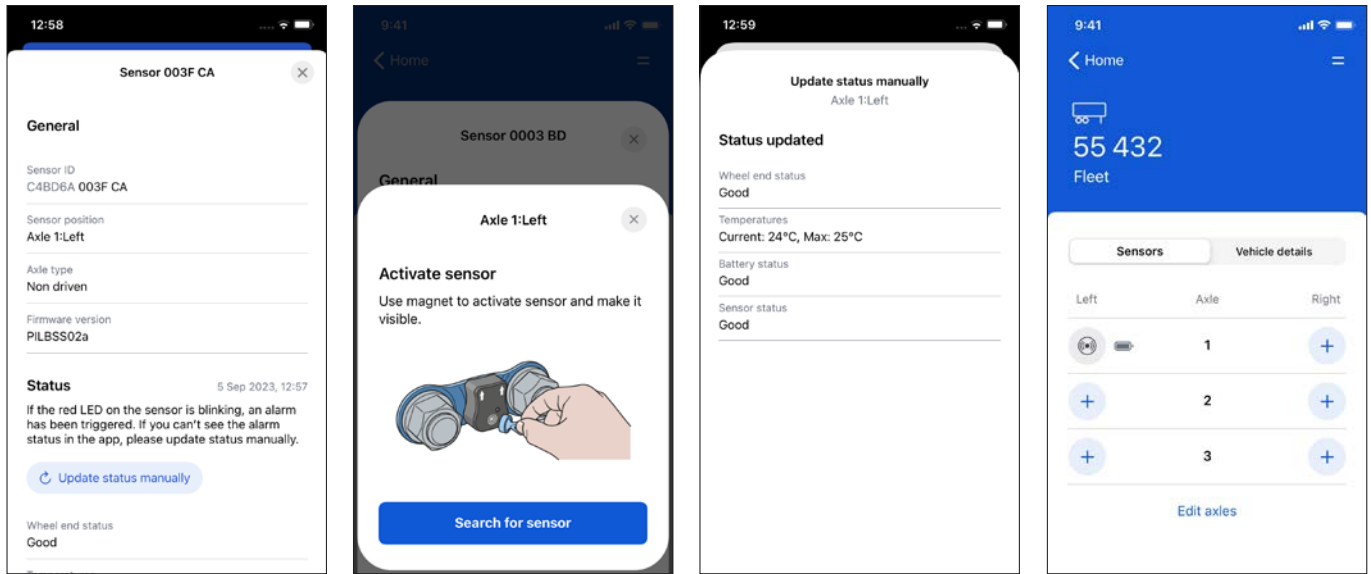 12:58
Sensor 003F CA
General
Sensor ID
C4BD6A 003F CA
Sensor position
Axle 1:Left
Axle type
Non driven
Firmware version
PILBSS02a
Status 5 Sep 2023, 12:57
If the red LED on the sensor is blinking, an alarm
has been triggered. If you can't see the alarm
status in the app, please update status manually.
Update status manually
Wheel end status
Good
9:41
Home
Sensor 0003 BD
General
Axle 1:Left
Activate sensor
Use magnet to activate sensor and make it
visible.
Search for sensor
12:59
Update status manually
Axle 1:Left
Status updated
Wheel end status
Good
Temperatures
Current: 24°C, Max: 25°C
Battery status
Good
Sensor status
Good
9:41
Home
55 432
Fleet
Sensors Vehicle details
Left Axle Right
1
2
3
Edit axles